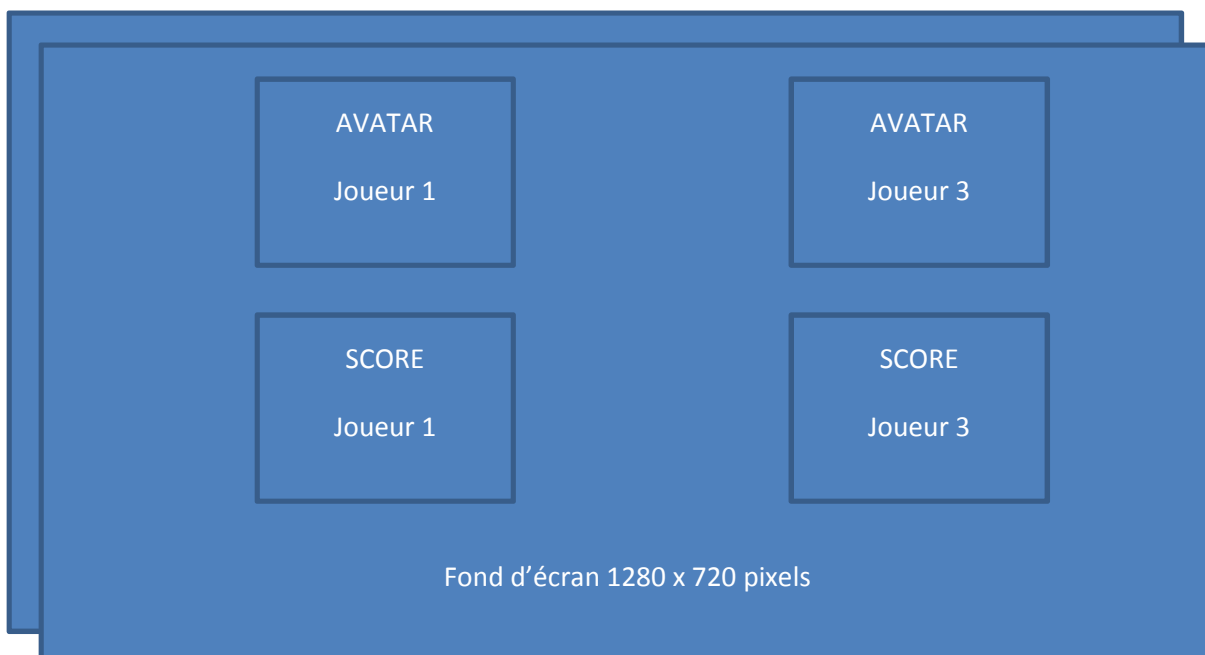 AVATAR
Joueur 1
AVATAR
Joueur 3
SCORE
Joueur 1
SCORE
Joueur 3
Fond d’écran 1280 x 720 pixels